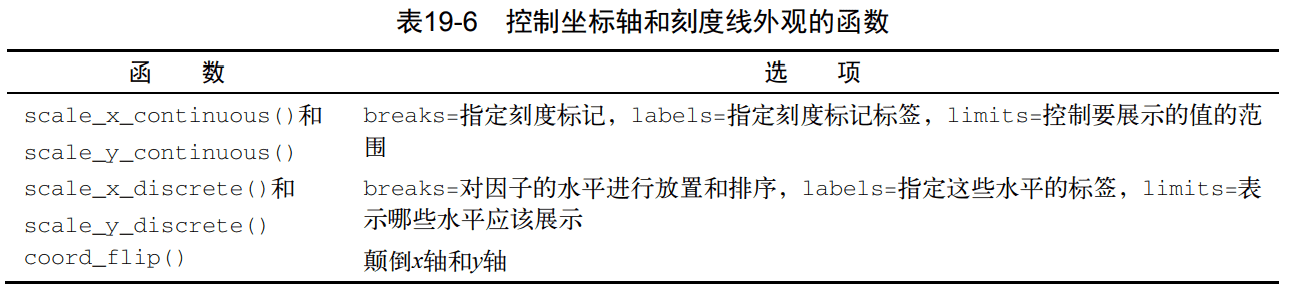 表19-6 控制坐标轴和刻度线外观的函数
函 数 选 项
scale_x_continuous()和 breaks=指定刻度标记，labels=指定刻度标记标签，limits=控制要展示的值的范
scale_y_continuous() 围
scale_x_discrete()和 breaks=对因子的水平进行放置和排序，labels=指定这些水平的标签，limits=表
scale_y_discrete() 示哪些水平应该展示
coord_flip() 颠倒x轴和y轴